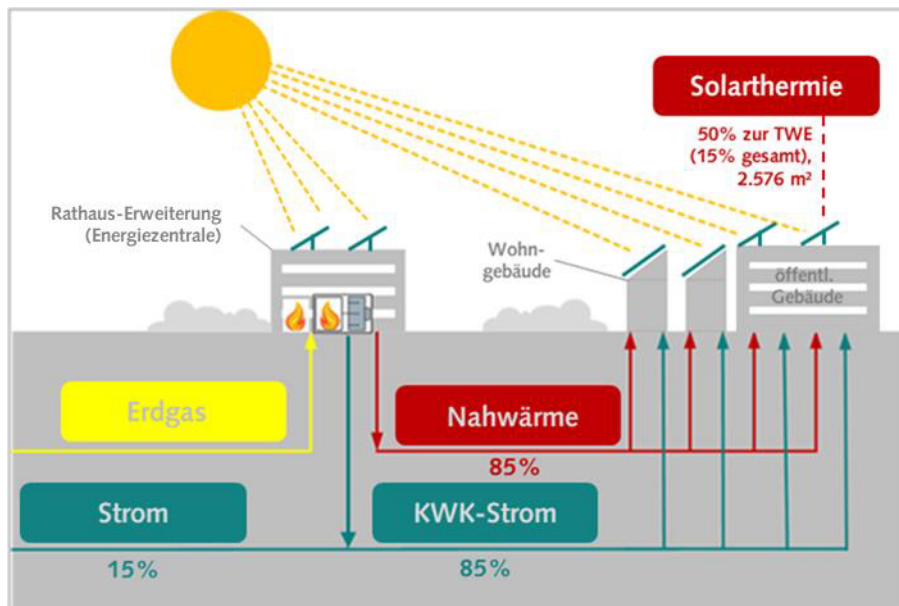 Solarthermie
50% zur TWE
(15% gesamt),
2.576 m²
Rathaus-Erweiterung
(Energiezentrale)
Wohn-
gebäude
öffentl.
Gebäude
Erdgas
Nahwärme
85%
Strom
KWK-Strom
15%
85%